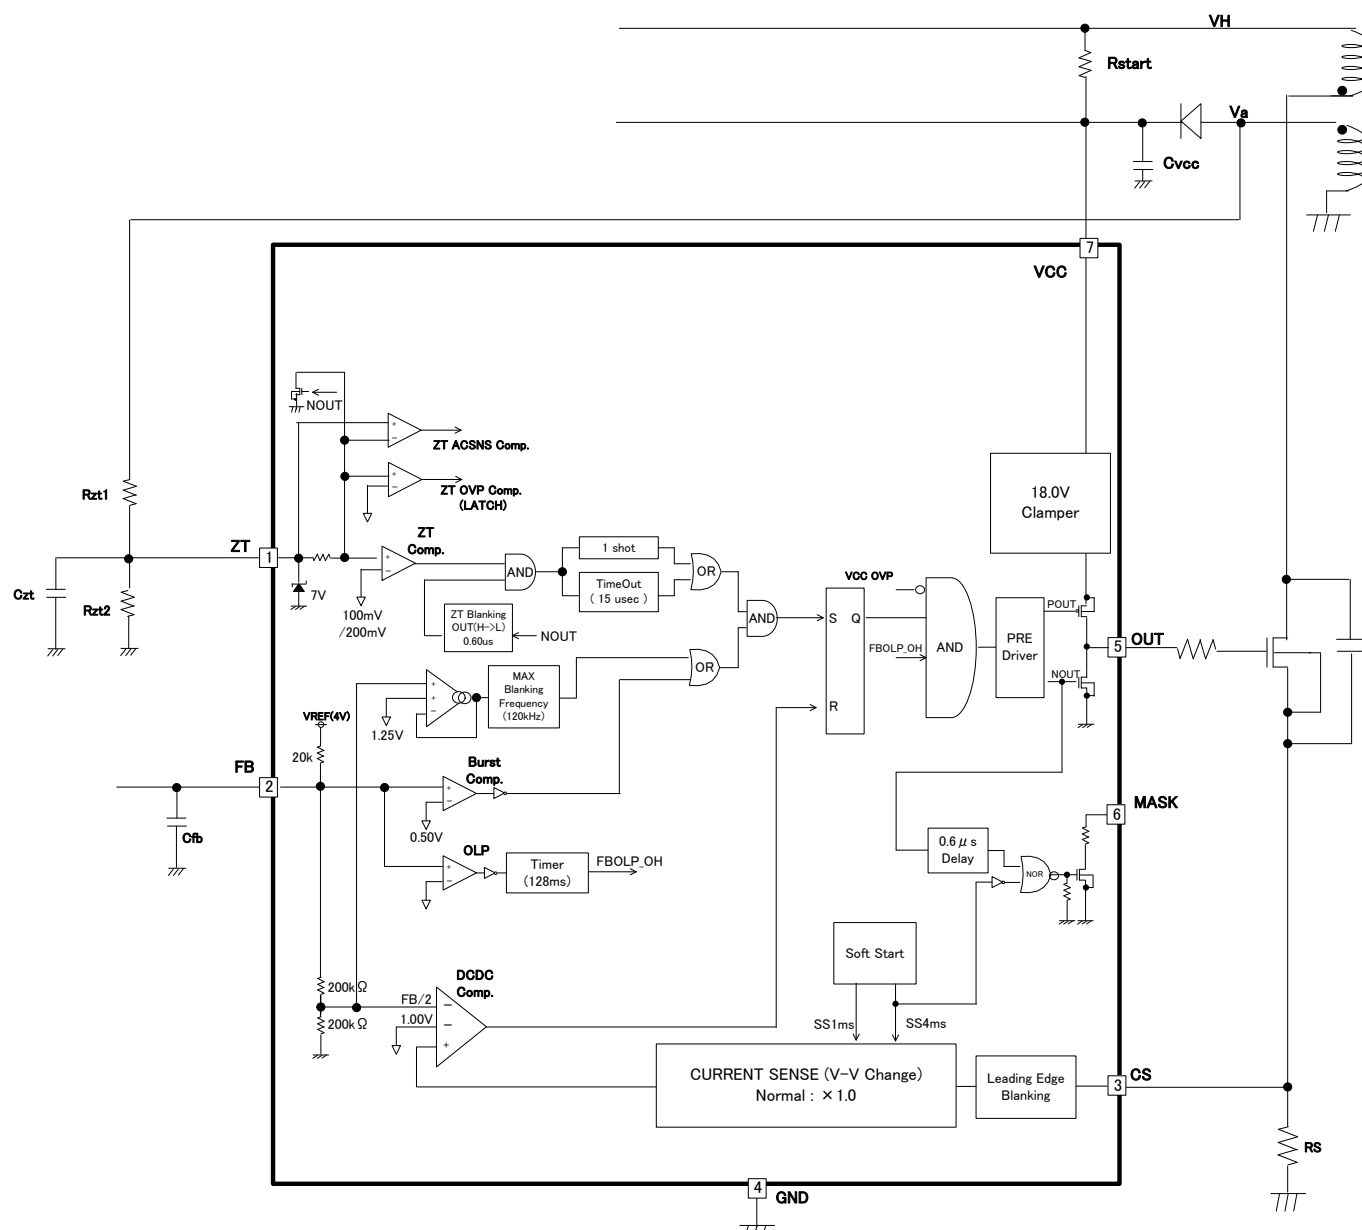 VH
Rstart
Va
Cvcc
7
VCC
NOUT
ZT ACSNS Comp.
ZT OVP Comp.
(LATCH)
18.0V
Clamper
Rzt1
ZT
1
ZT
Comp.
7V
100mV
/200mV
AND
1 shot
TimeOut
( 15 usec )
OR
AND
ZT Blanking
OUT(H->L)
0.60us
NOUT
Czt
Rzt2
VCC OVP
S
Q
R
FBOLP_OH
AND
PRE
Driver
POUT
NOUT
5
OUT
OR
MAX
Blanking
Frequency
(120kHz)
1.25V
VREF(4V)
20k
FB
2
Cfb
Burst
Comp.
0.50V
OLP
Timer
(128ms)
FBOLP_OH
MASK
6
0.6μs
Delay
NOR
Soft Start
SS1ms
SS4ms
200kΩ
200kΩ
FB/2
1.00V
DCDC
Comp.
CURRENT SENSE (V-V Change)
Normal : ×1.0
Leading Edge
Blanking
3
CS
RS
4
GND